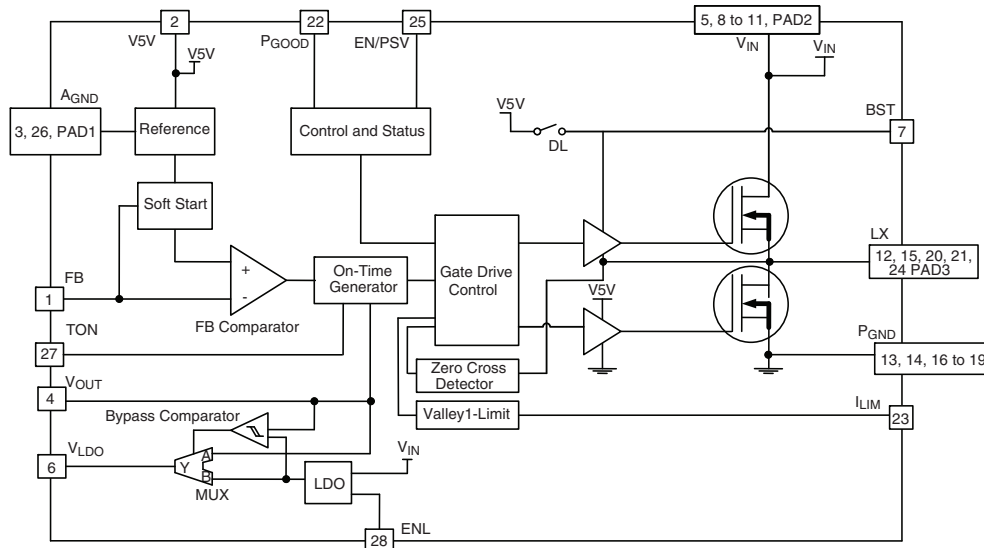 2
22
25
5, 8 to 11, PAD2
V5V
PGOOD
EN/PSV
VIN
V5V
VIN
AGND
3, 26, PAD1
Reference
Control and Status
V5V
DL
BST
7
Soft Start
LX
12, 15, 20, 21,
24 PAD3
FB
1
+
-
FB Comparator
On-Time
Generator
Gate Drive
Control
V5V
TON
27
PGND
13, 14, 16 to 19
Zero Cross
Detector
VOUT
4
Bypass Comparator
Valley1-Limit
ILIM
23
VLDO
6
Y
A
B
MUX
LDO
VIN
ENL
28